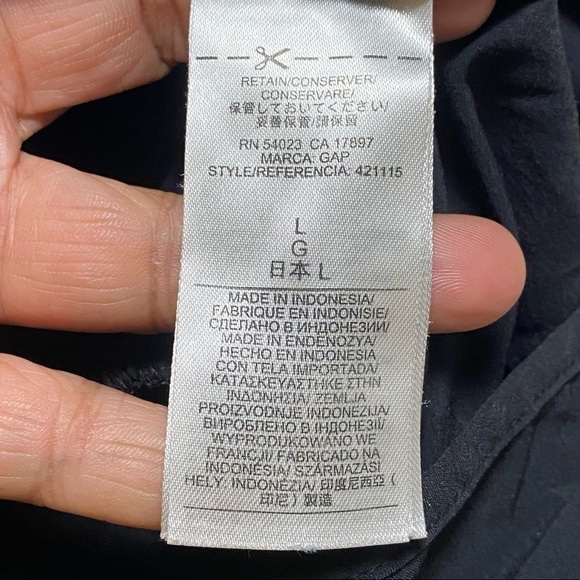 RETAIN/CONSERVER/
CONSERVARE/
保管しておいてください/
妥善保管/請保留
RN 54023 CA 17897
MARCA: GAP
STYLE/REFERENCIA: 421115
L
G
日本 L
MADE IN INDONESIA/
FABRIQUE EN INDONISIE/
СДЕЛАНО В ИНДОНЕЗИИ/
MADE IN ENDENOZYA/
HECHO EN INDONESIA
CON TELA IMPORTADA/
ΚΑΤΑΣΚΕΥΑΣΤΗΚΕ ΣΤΗΝ
ΙΝΔΟΝΗΣΙΑ/ ZEMLJA
PROIZVODNJE INDONEZIJA/
ВИРОБЛЕНО В ІНДОНЕЗІЇ/
WYPRODUKOWANO WE
FRANCJI/ FABRICADO NA
INDONÉSIA/ SZÁRMAZÁSI
HELY: INDONÉZIA/ 印度尼西亞 (
印尼) 製造